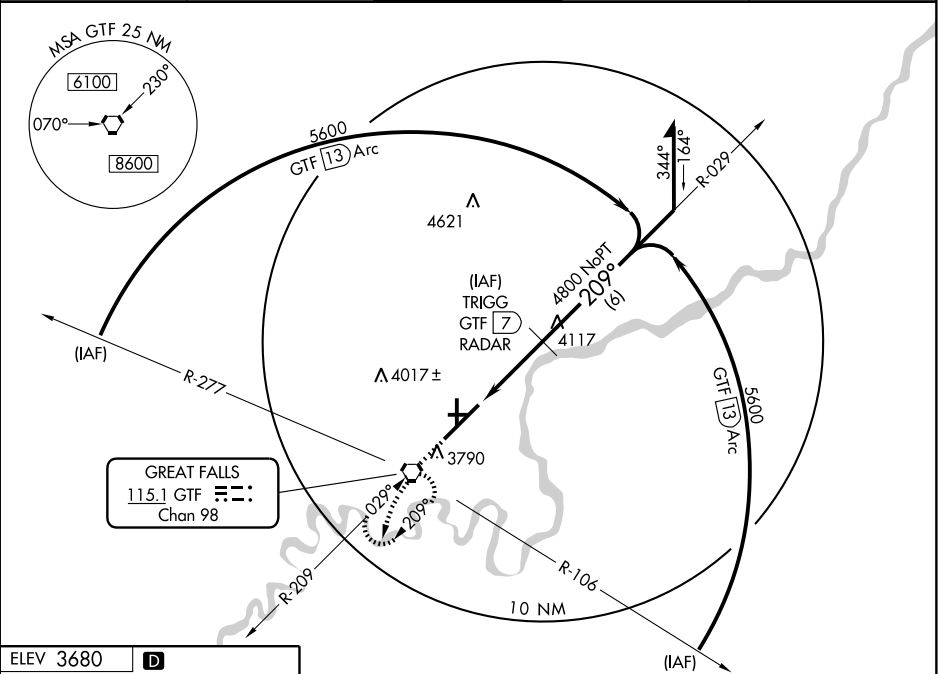 MSA GTF 25 NM
6100
230°
070°
8600
5600
GTF 13 Arc
344°
164°
R-029
4621
(IAF)
TRIGG
GTF 7
RADAR
4800 NoPT
209°
(6)
4117
(IAF)
R-277
4017 ±
5600
GTF 13 Arc
3790
GREAT FALLS
115.1 GTF
Chan 98
029°
209°
R-209
R-106
10 NM
(IAF)
ELEV 3680 D